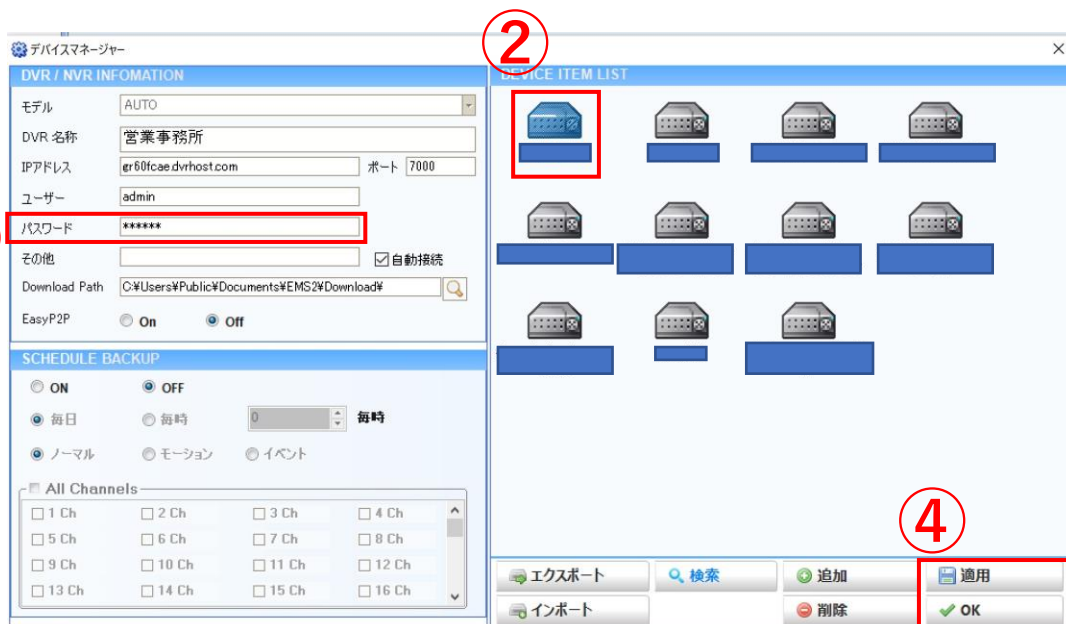 ②
デバイスマネージャー
DVR / NVR INFOMATION
モデル AUTO
DVR 名称 営業事務所
IPアドレス gr60fcae.dvrhost.com ポート 7000
ユーザー admin
パスワード ******
その他 自動接続
Download Path C:¥Users¥Public¥Documents¥EMS2¥Download¥
EasyP2P On Off
SCHEDULE BACKUP
ON OFF
毎日 毎時 0 毎時
ノーマル モーション イベント
All Channels
1 Ch 2 Ch 3 Ch 4 Ch
5 Ch 6 Ch 7 Ch 8 Ch
9 Ch 10 Ch 11 Ch 12 Ch
13 Ch 14 Ch 15 Ch 16 Ch
DEVICE ITEM LIST
④
エクスポート 検索 追加 適用
インポート 削除 OK